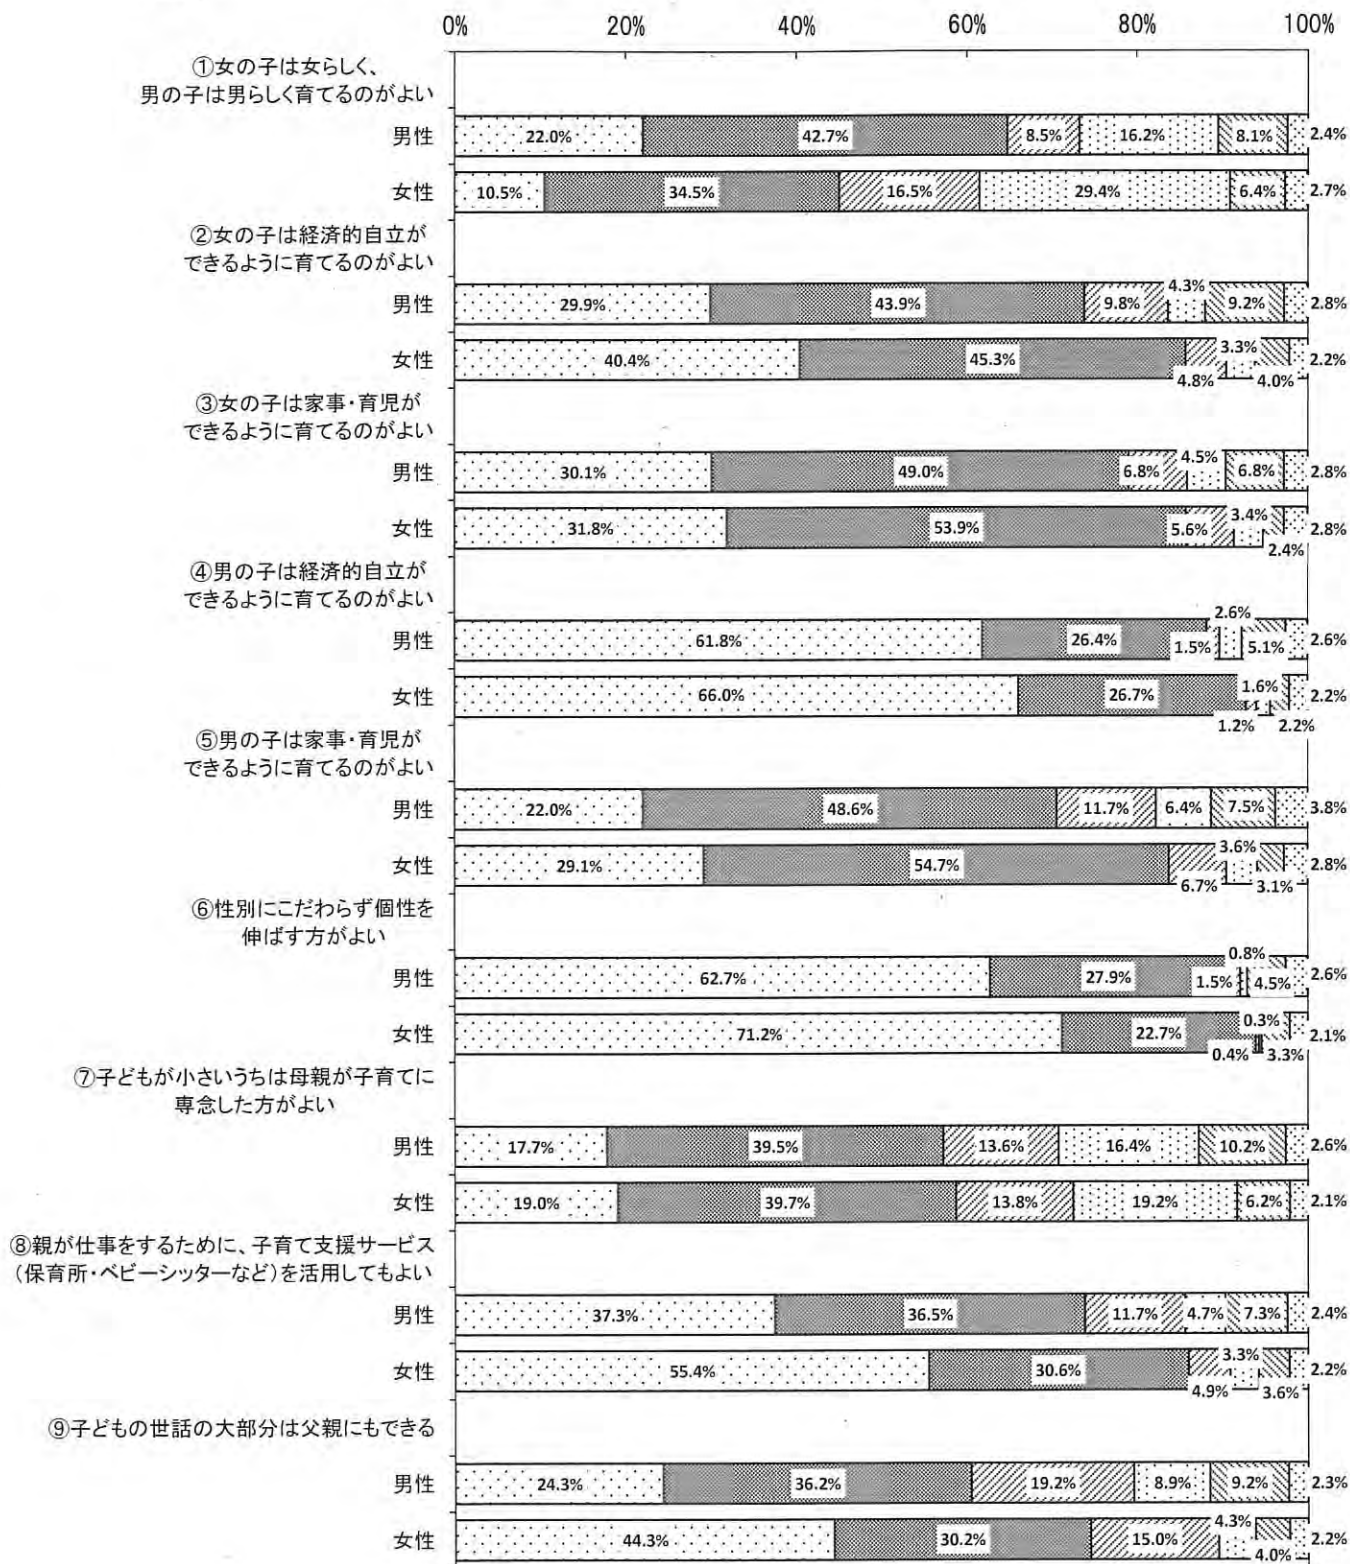 0% 20% 40% 60% 80% 100%
①女の子は女らしく、
男の子は男らしく育てるのがよい
男性 22.0% 42.7% 8.5% 16.2% 8.1% 2.4%
女性 10.5% 34.5% 16.5% 29.4% 6.4% 2.7%
②女の子は経済的自立が
できるように育てるのがよい
男性 29.9% 43.9% 9.8% 4.3% 9.2% 2.8%
女性 40.4% 45.3% 4.8% 3.3% 4.0% 2.2%
③女の子は家事・育児が
できるように育てるのがよい
男性 30.1% 49.0% 6.8% 4.5% 6.8% 2.8%
女性 31.8% 53.9% 5.6% 3.4% 2.4% 2.8%
④男の子は経済的自立が
できるように育てるのがよい
男性 61.8% 26.4% 1.5% 2.6% 5.1% 2.6%
女性 66.0% 26.7% 1.2% 1.6% 2.2% 2.2%
⑤男の子は家事・育児が
できるように育てるのがよい
男性 22.0% 48.6% 11.7% 6.4% 7.5% 3.8%
女性 29.1% 54.7% 6.7% 3.6% 3.1% 2.8%
⑥性別にこだわらず個性を
伸ばす方がよい
男性 62.7% 27.9% 1.5% 0.8% 4.5% 2.6%
女性 71.2% 22.7% 0.4% 0.3% 3.3% 2.1%
⑦子どもが小さいうちは母親が子育てに
専念した方がよい
男性 17.7% 39.5% 13.6% 16.4% 10.2% 2.6%
女性 19.0% 39.7% 13.8% 19.2% 6.2% 2.1%
⑧親が仕事をするために、子育て支援サービス
（保育所・ベビーシッターなど）を活用してもよい
男性 37.3% 36.5% 11.7% 4.7% 7.3% 2.4%
女性 55.4% 30.6% 4.9% 3.3% 3.6% 2.2%
⑨子どもの世話の大部分は父親にもできる
男性 24.3% 36.2% 19.2% 8.9% 9.2% 2.3%
女性 44.3% 30.2% 15.0% 4.3% 4.0% 2.2%